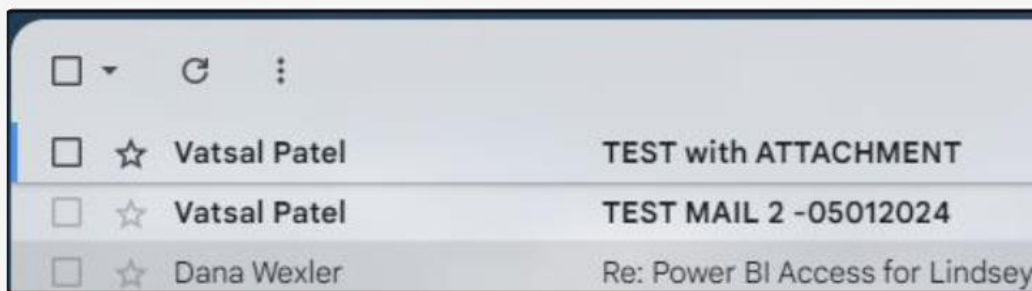 Vatsal Patel TEST with ATTACHMENT
Vatsal Patel TEST MAIL 2 -05012024
Dana Wexler Re: Power BI Access for Lindsey